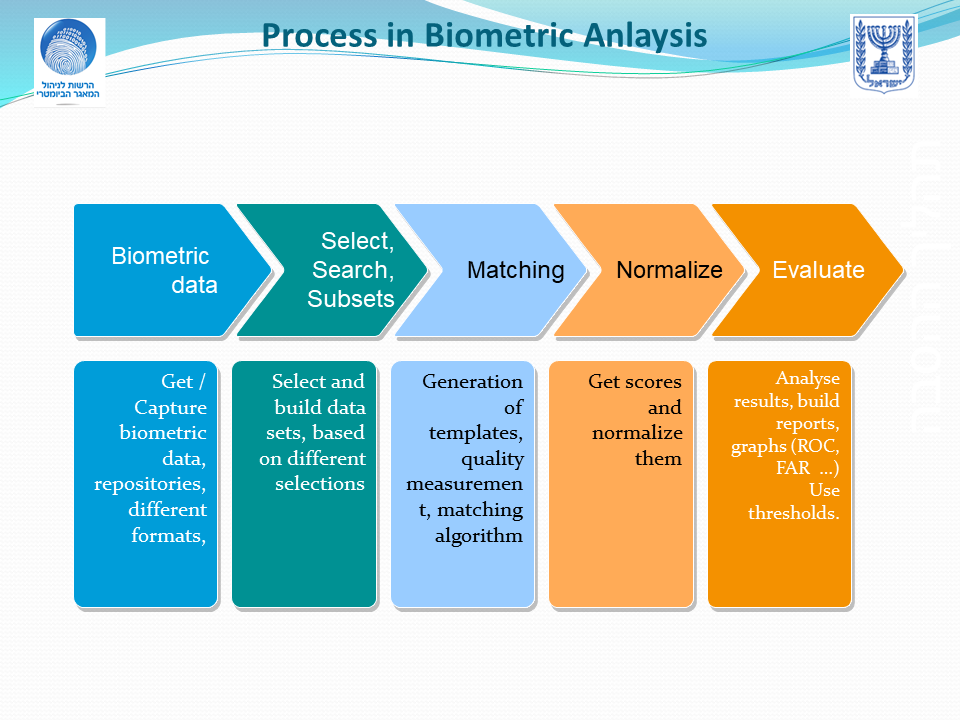 Process in Biometric Anlaysis
הרשות לניהול
המאגר הביומטרי
ישראל
Biometric
data
Select,
Search,
Subsets
Matching
Normalize
Evaluate
Get /
Capture
biometric
data,
repositories,
different
formats,
Select and
build data
sets, based
on different
selections
Generation
of
templates,
quality
measuremen
t, matching
algorithm
Get scores
and
normalize
them
Analyse
results, build
reports,
graphs (ROC,
FAR ...)
Use
thresholds.